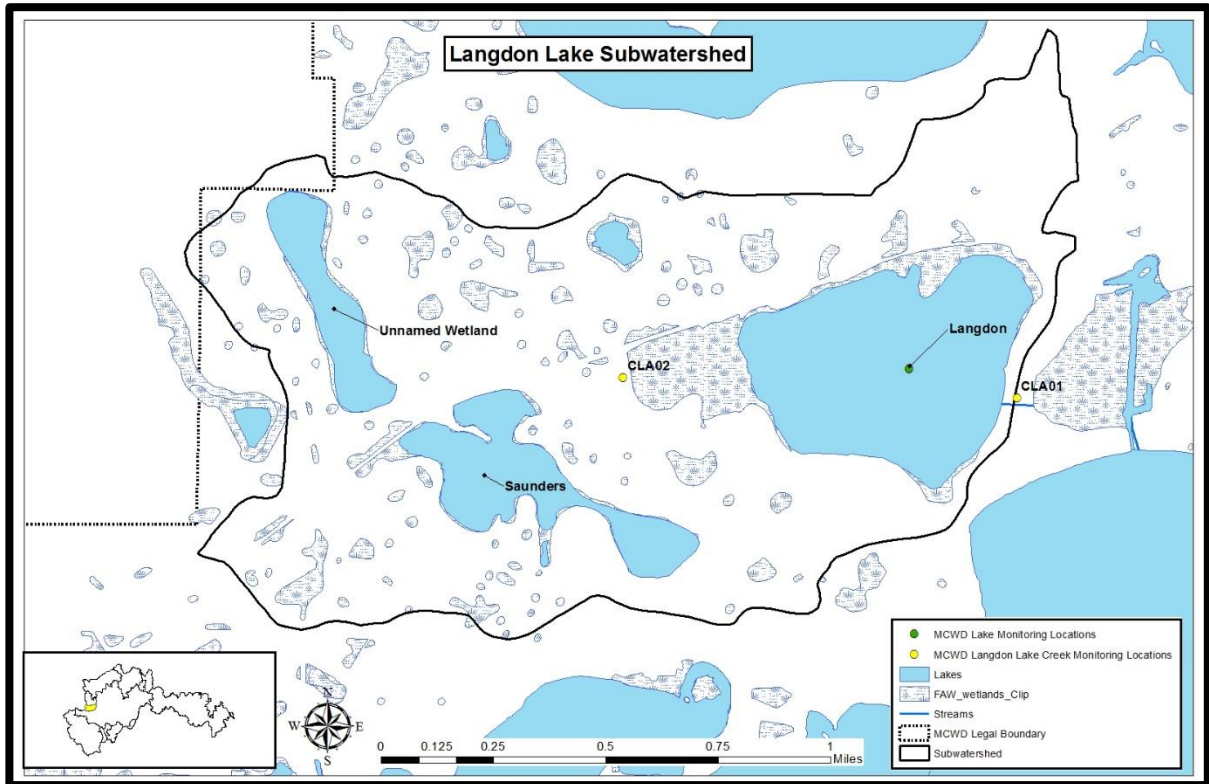 Langdon Lake Subwatershed
Unnamed Wetland
Langdon
CLA02
CLA01
Saunders
N
W E
S
0 0.125 0.25 0.5 0.75 1
Miles
MCWD Lake Monitoring Locations
MCWD Langdon Lake Creek Monitoring Locations
Lakes
FAW_wetlands_Clip
Streams
MCWD Legal Boundary
Subwatershed